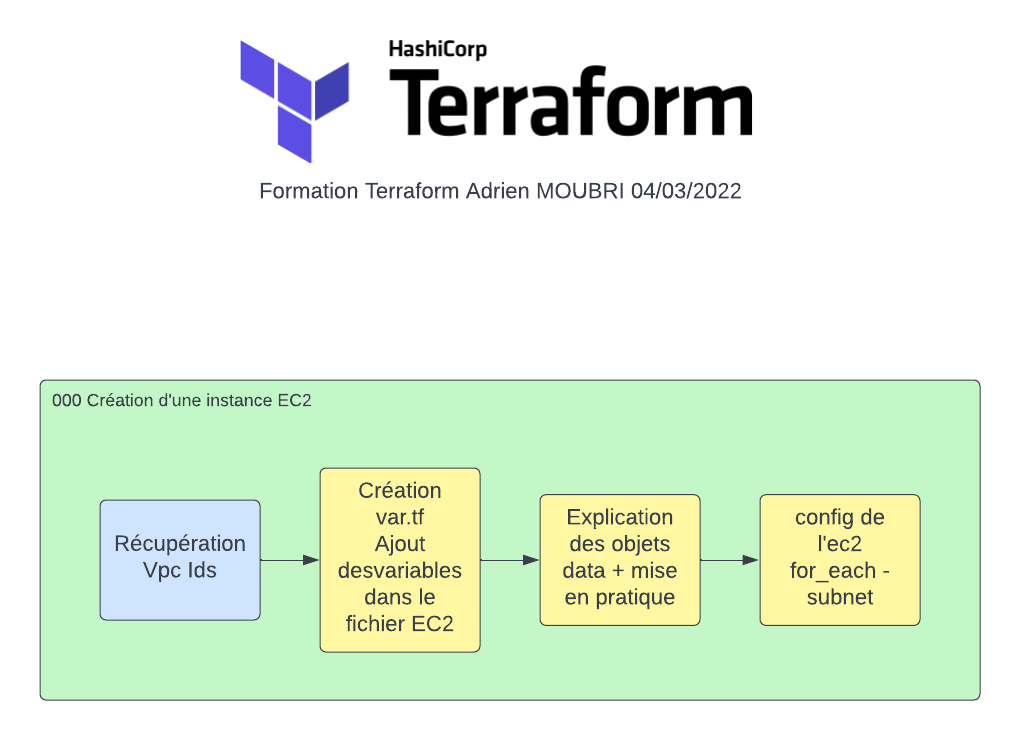 HashiCorp
Terraform
Formation Terraform Adrien MOUBRI 04/03/2022
000 Création d'une instance EC2
Récupération
Vpc Ids
Création
var.tf
Ajout
desvariables
dans le
fichier EC2
Explication
des objets
data + mise
en pratique
config de
l'ec2
for_each -
subnet